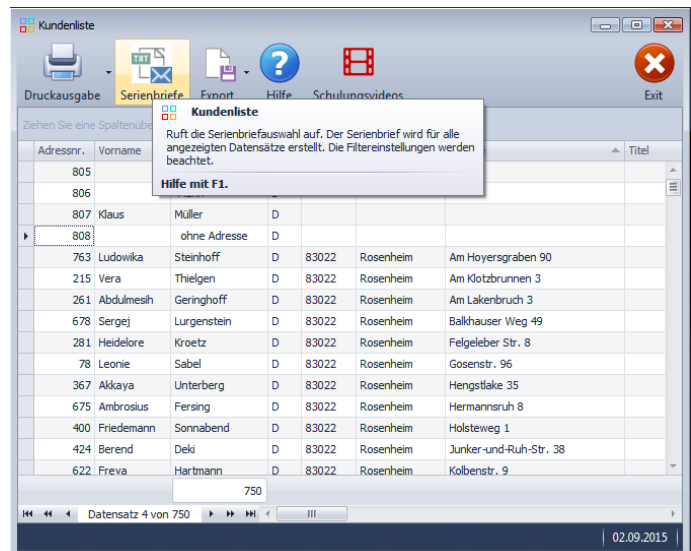 Kundenliste
Druckausgabe Serienbriefe Export Hilfe Schulungsvideos Exit
TXT
Kundenliste
Ruft die Serienbriefauswahl auf. Der Serienbrief wird für alle
angezeigten Datensätze erstellt. Die Filtereinstellungen werden
beachtet.
Hilfe mit F1.
Ziehen Sie eine
Adressnr. Vorname Titel
805
806
807 Klaus Müller D
808 ohne Adresse D
763 Ludowika Steinhoff D 83022 Rosenheim Am Hoyersgraben 90
215 Vera Thielgen D 83022 Rosenheim Am Klotzbrunnen 3
261 Abdulmesih Geringhoff D 83022 Rosenheim Am Lakenbruch 3
678 Sergej Lurgenstein D 83022 Rosenheim Balkhauser Weg 49
281 Heidelore Kroetz D 83022 Rosenheim Felgeleber Str. 8
78 Leonie Sabel D 83022 Rosenheim Gosenstr. 96
367 Akkaya Unterberg D 83022 Rosenheim Hengstlake 35
675 Ambrosius Fersing D 83022 Rosenheim Hermannsruh 8
400 Friedemann Sonnabend D 83022 Rosenheim Holsteweg 1
424 Berend Deki D 83022 Rosenheim Junker-und-Ruh-Str. 38
622 Freya Hartmann D 83022 Rosenheim Kolbenstr. 9
750
Datensatz 4 von 750
02.09.2015